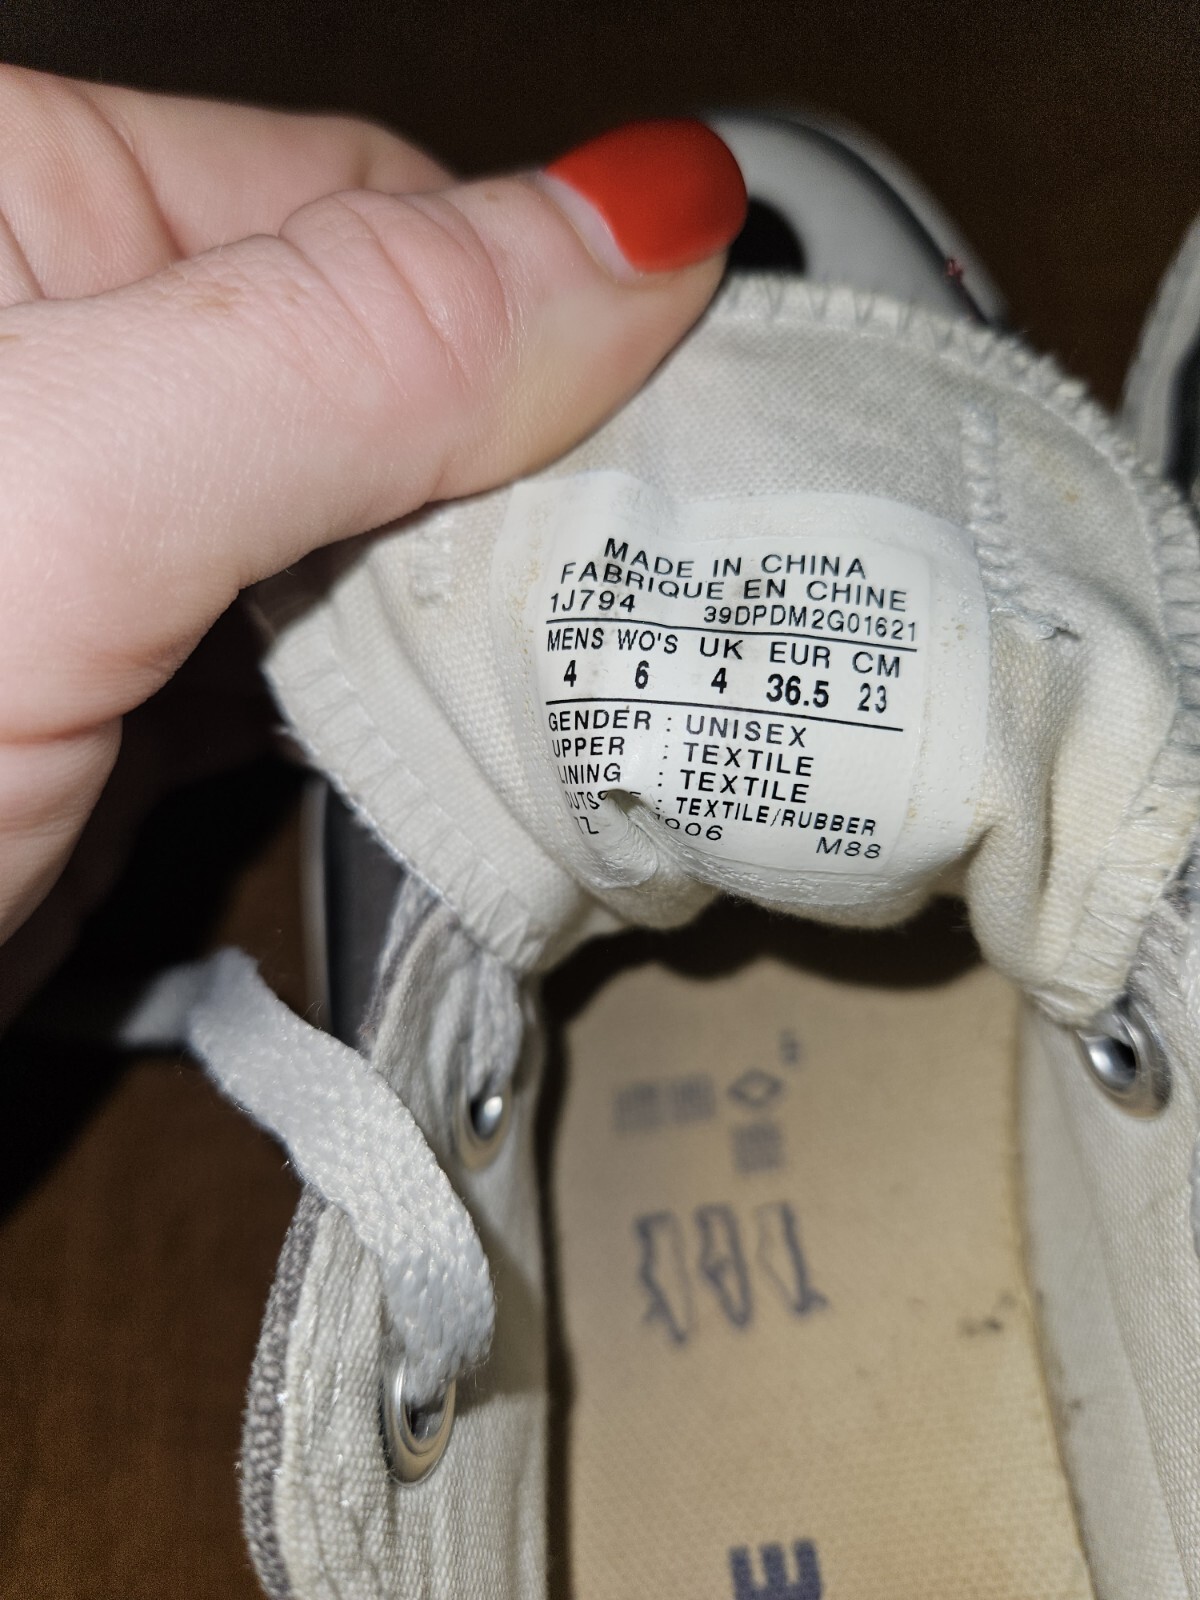 MADE IN CHINA
FABRIQUE EN CHINE
1J794 39DPDM2G01621
MENS WO'S UK EUR CM
4 6 4 36.5 23
GENDER : UNISEX
UPPER : TEXTILE
LINING : TEXTILE
: TEXTILE/RUBBER
M88